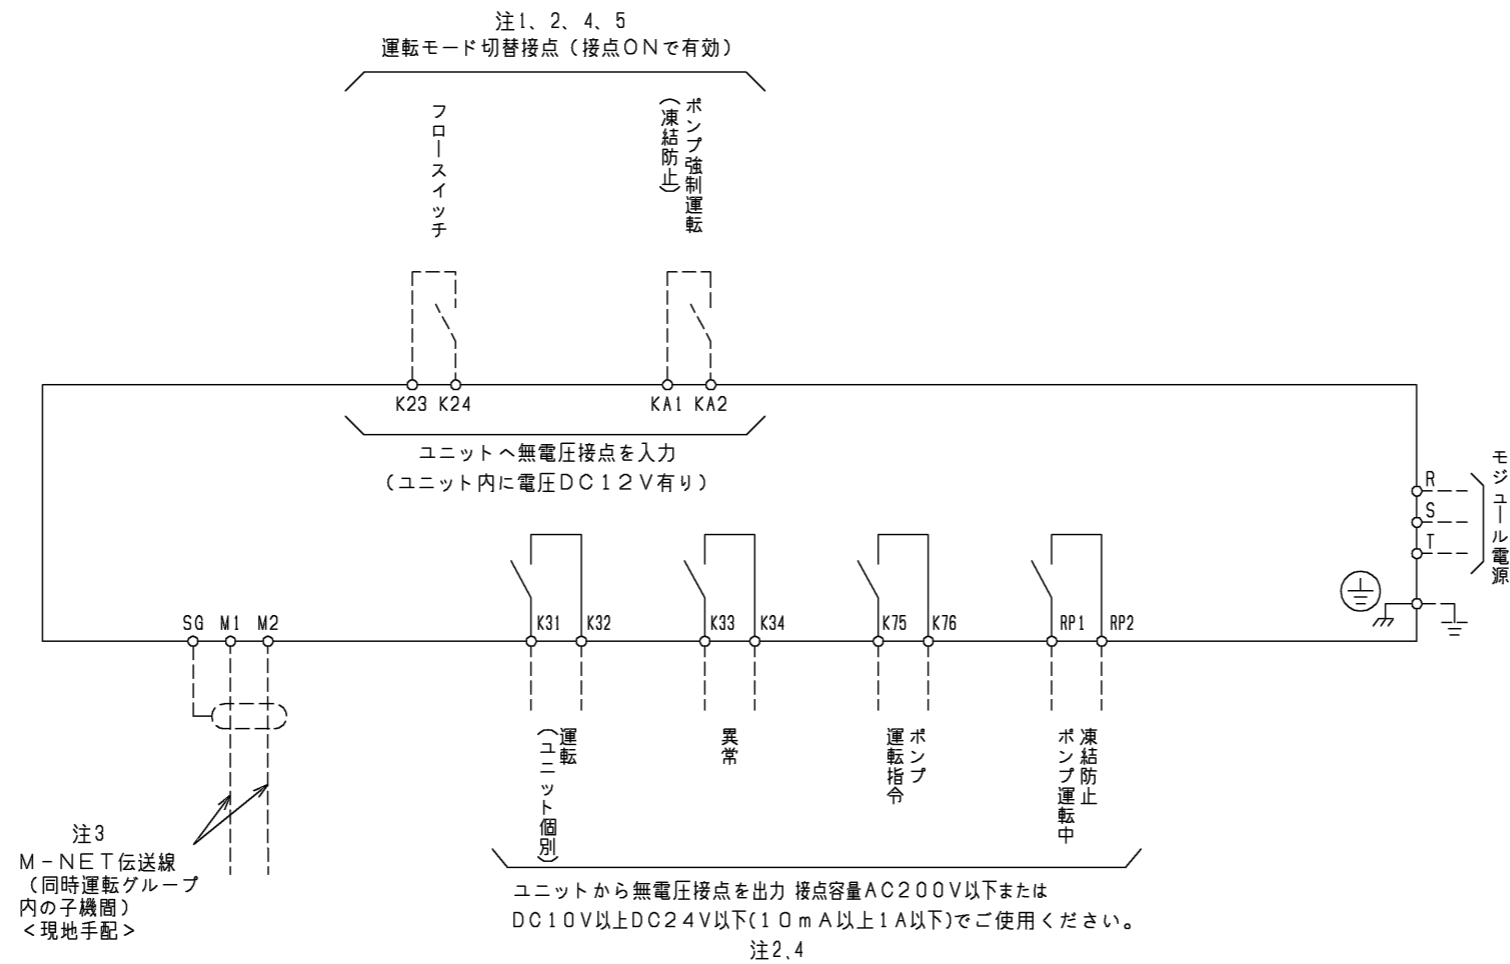 注1、2、4、5
運転モード切替接点（接点ONで有効）
フロースイッチ
ポンプ強制運転
（凍結防止）
K23 K24
KA1 KA2
ユニットへ無電圧接点を入力
（ユニット内に電圧DC12V有り）
R
S
T
モジュール電源
SG M1 M2
K31 K32
K33 K34
K75 K76
RP1 RP2
運転
（ユニット個別）
異常
ポンプ
運転指令
凍結防止
ポンプ運転中
注3
M-NET伝送線
（同時運転グループ
内の子機間）
<現地手配>
ユニットから無電圧接点を出力 接点容量AC200V以下または
DC10V以上DC24V以下(10mA以上1A以下)でご使用ください。
注2、4